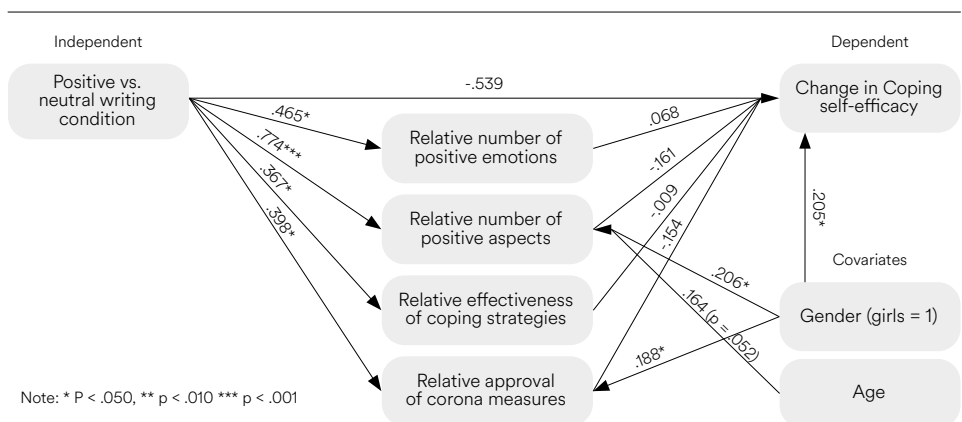 Independent
Dependent
Positive vs.
neutral writing
condition
-.539
Change in Coping
self-efficacy
.465*
.774***
.367*
.398*
Relative number of
positive emotions
.068
-.161
-.009
-.154
Relative number of
positive aspects
.205*
Covariates
.206*
.164 (p = .052)
.188*
Relative effectiveness
of coping strategies
Gender (girls = 1)
Relative approval
of corona measures
Age
Note: * P < .050, ** p < .010 *** p < .001